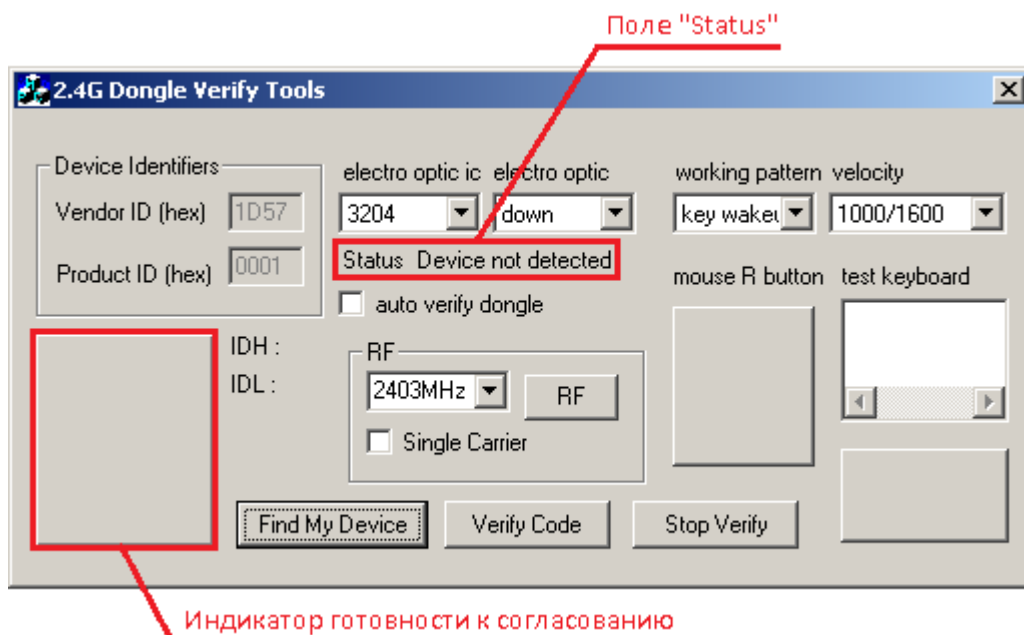 Поле "Status"
2.4G Dongle Verify Tools
Device Identifiers
Vendor ID (hex) 1D57
Product ID (hex) 0001
electro optic ic electro optic
3204 down
Status Device not detected
auto verify dongle
working pattern velocity
key wakeu 1000/1600
mouse R button test keyboard
IDH :
IDL :
RF
2403MHz RF
Single Carrier
Find My Device Verify Code Stop Verify
Индикатор готовности к согласованию